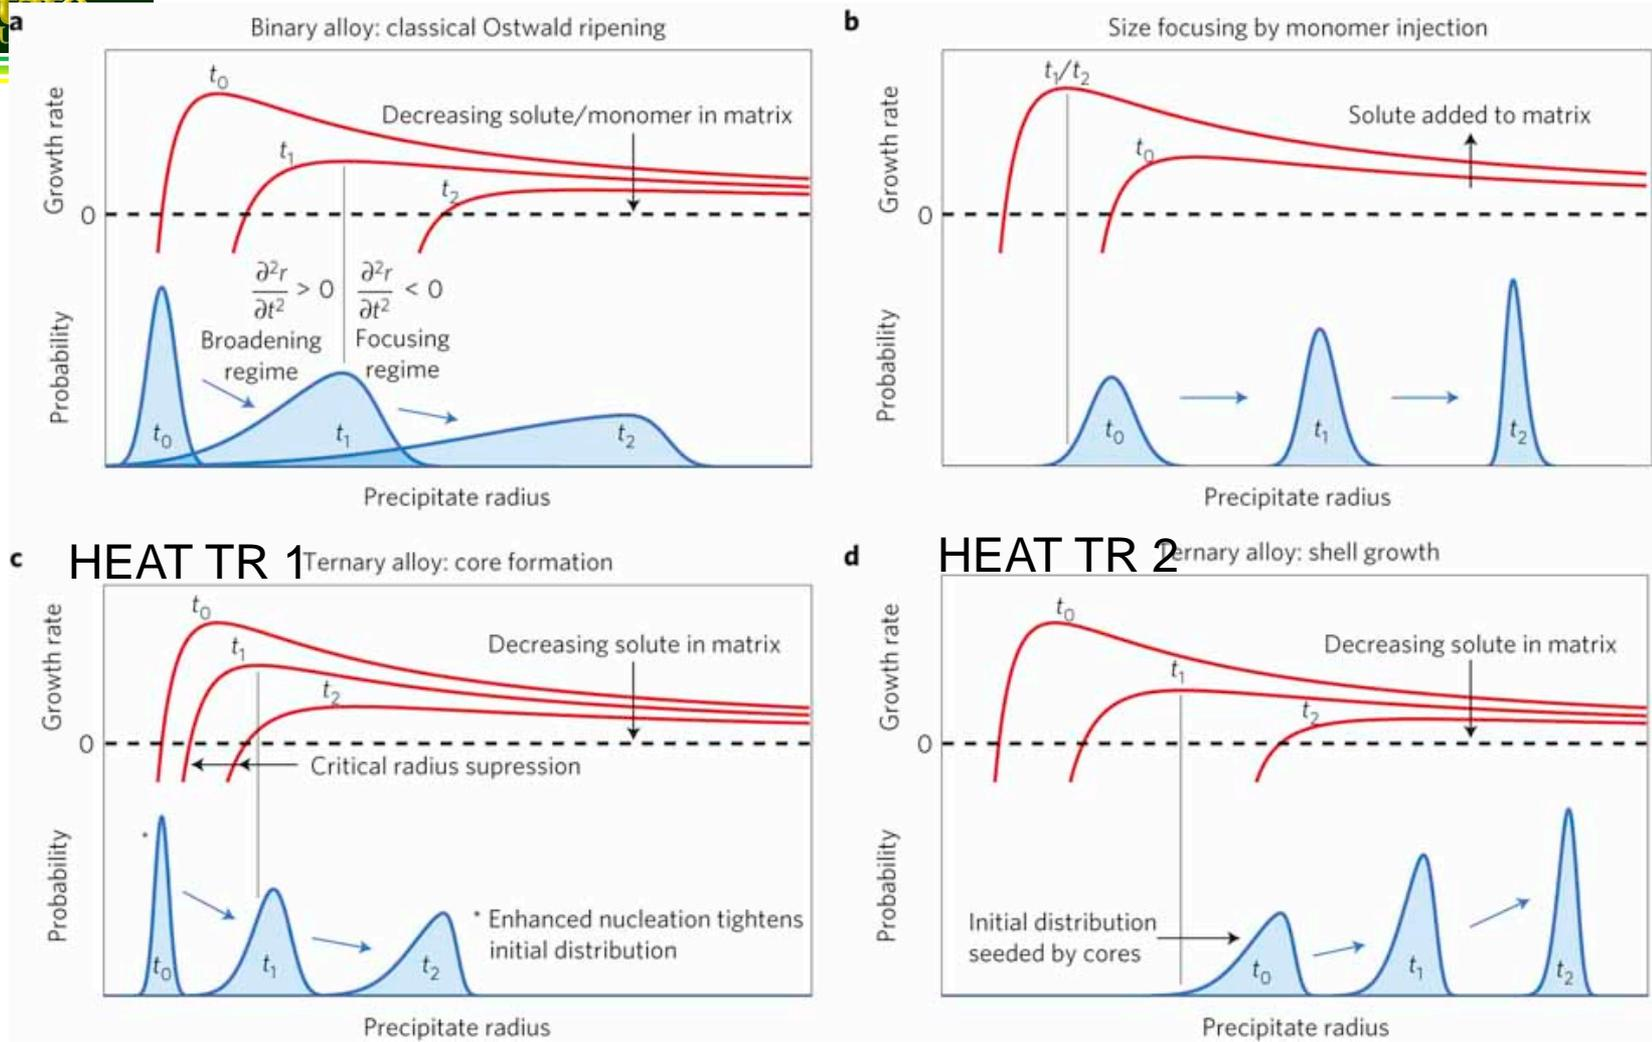 a
Binary alloy: classical Ostwald ripening
Growth rate
0
t₀
t₁
t₂
Decreasing solute/monomer in matrix
∂²r/∂t² > 0
∂²r/∂t² < 0
Broadening
regime
Focusing
regime
Probability
t₀
t₁
t₂
Precipitate radius
b
Size focusing by monomer injection
Growth rate
0
t₁/t₂
t₀
Solute added to matrix
Probability
t₀
t₁
t₂
Precipitate radius
c
HEAT TR 1
Ternary alloy: core formation
Growth rate
0
t₀
t₁
t₂
Decreasing solute in matrix
Critical radius supression
Probability
*
t₀
t₁
t₂
* Enhanced nucleation tightens
initial distribution
Precipitate radius
d
HEAT TR 2
Ternary alloy: shell growth
Growth rate
0
t₀
t₁
t₂
Decreasing solute in matrix
Probability
Initial distribution
seeded by cores
t₀
t₁
t₂
Precipitate radius